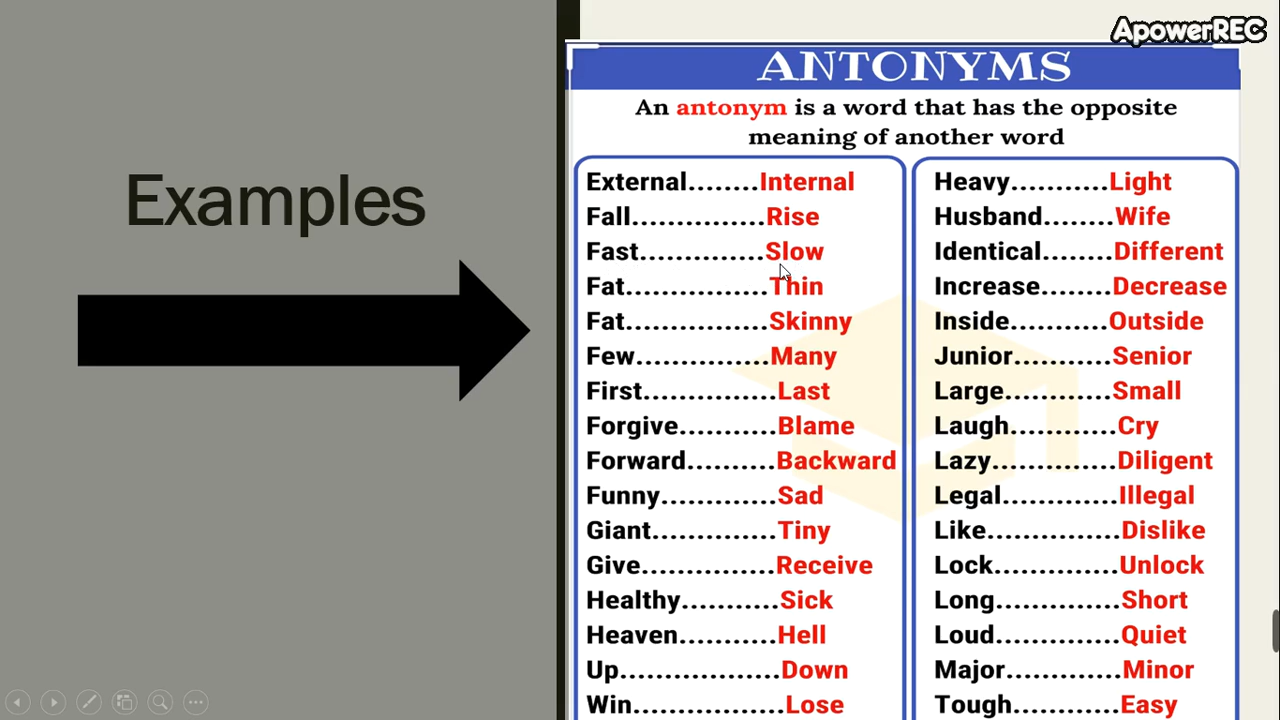 ApowerREC
Examples
ANTONYMS
An antonym is a word that has the opposite
meaning of another word
External........Internal
Fall...............Rise
Fast..............Slow
Fat................Thin
Fat................Skinny
Few...............Many
First...............Last
Forgive...........Blame
Forward..........Backward
Funny.............Sad
Giant..............Tiny
Give...............Receive
Healthy...........Sick
Heaven...........Hell
Up..................Down
Win.................Lose
Heavy...........Light
Husband........Wife
Identical........Different
Increase........Decrease
Inside...........Outside
Junior...........Senior
Large............Small
Laugh............Cry
Lazy..............Diligent
Legal.............Illegal
Like...............Dislike
Lock..............Unlock
Long..............Short
Loud..............Quiet
Major.............Minor
Tough............Easy